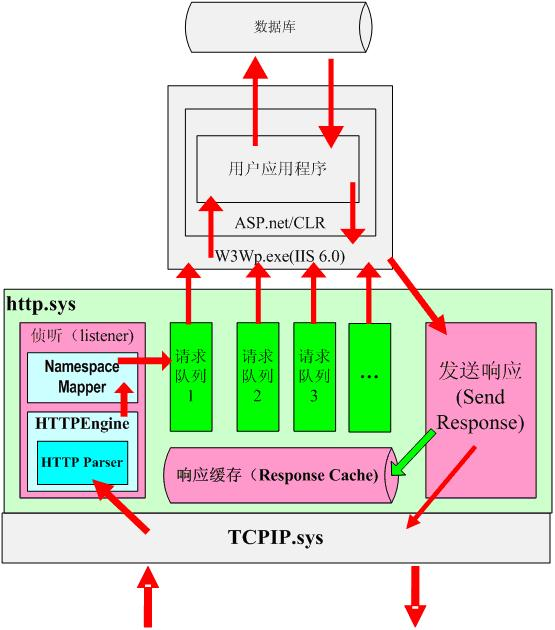 数据库
用户应用程序
ASP.net/CLR
W3Wp.exe(IIS 6.0)
http.sys
侦听（listener）
Namespace
Mapper
HTTPEngine
HTTP Parser
请求
队列
1
请求
队列
2
请求
队列
3
...
发送响应
(Send
Response)
响应缓存（Response Cache)
TCPIP.sys